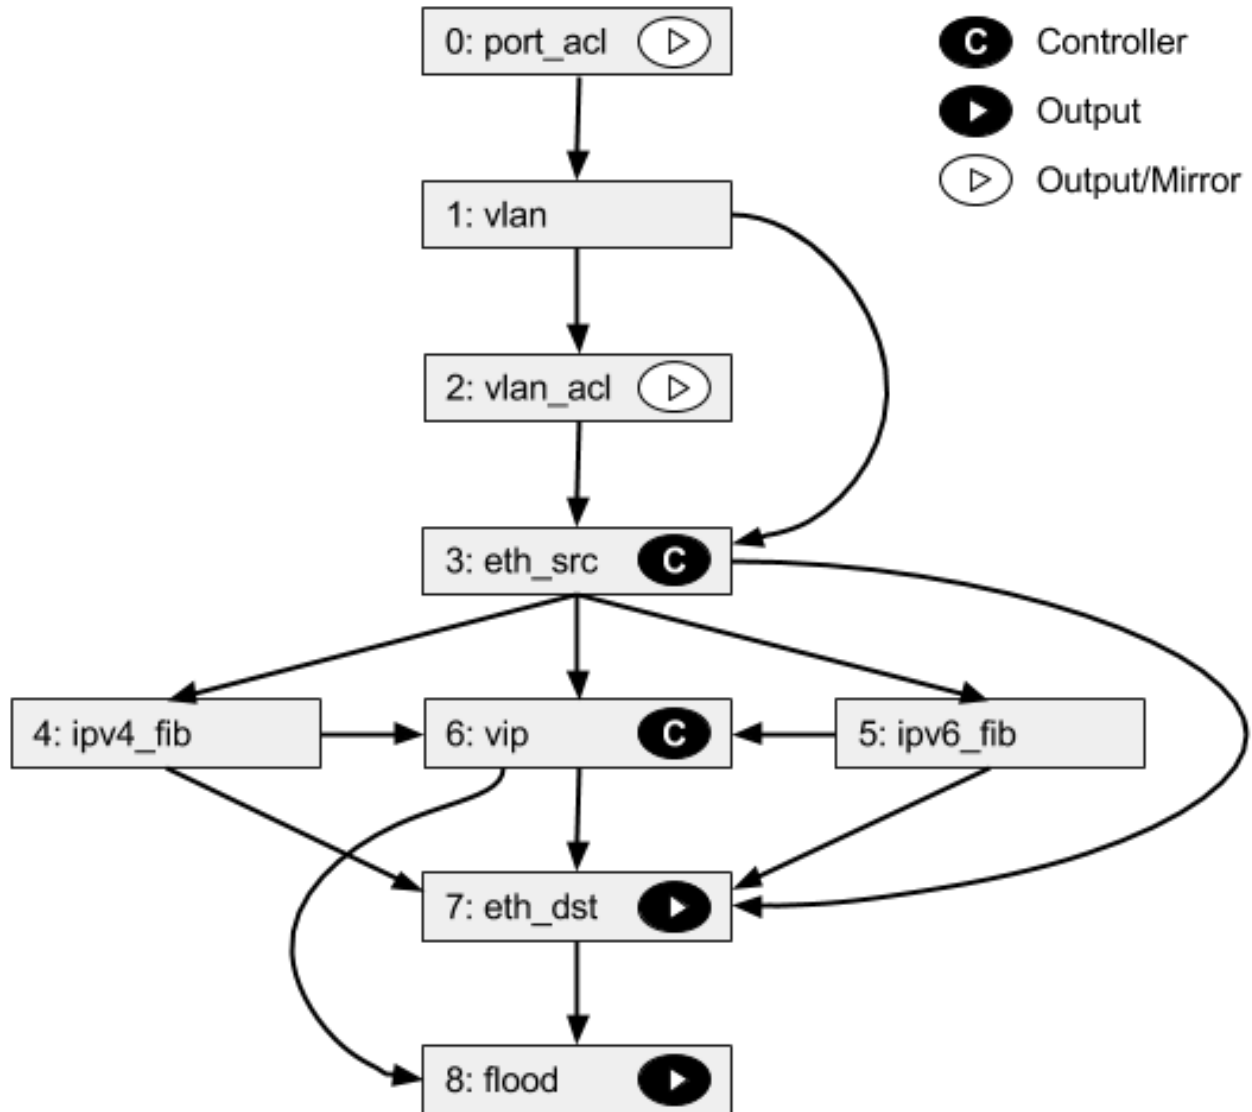 0: port_acl
C Controller
Output
Output/Mirror
1: vlan
2: vlan_acl
3: eth_src C
4: ipv4_fib
6: vip C
5: ipv6_fib
7: eth_dst
8: flood